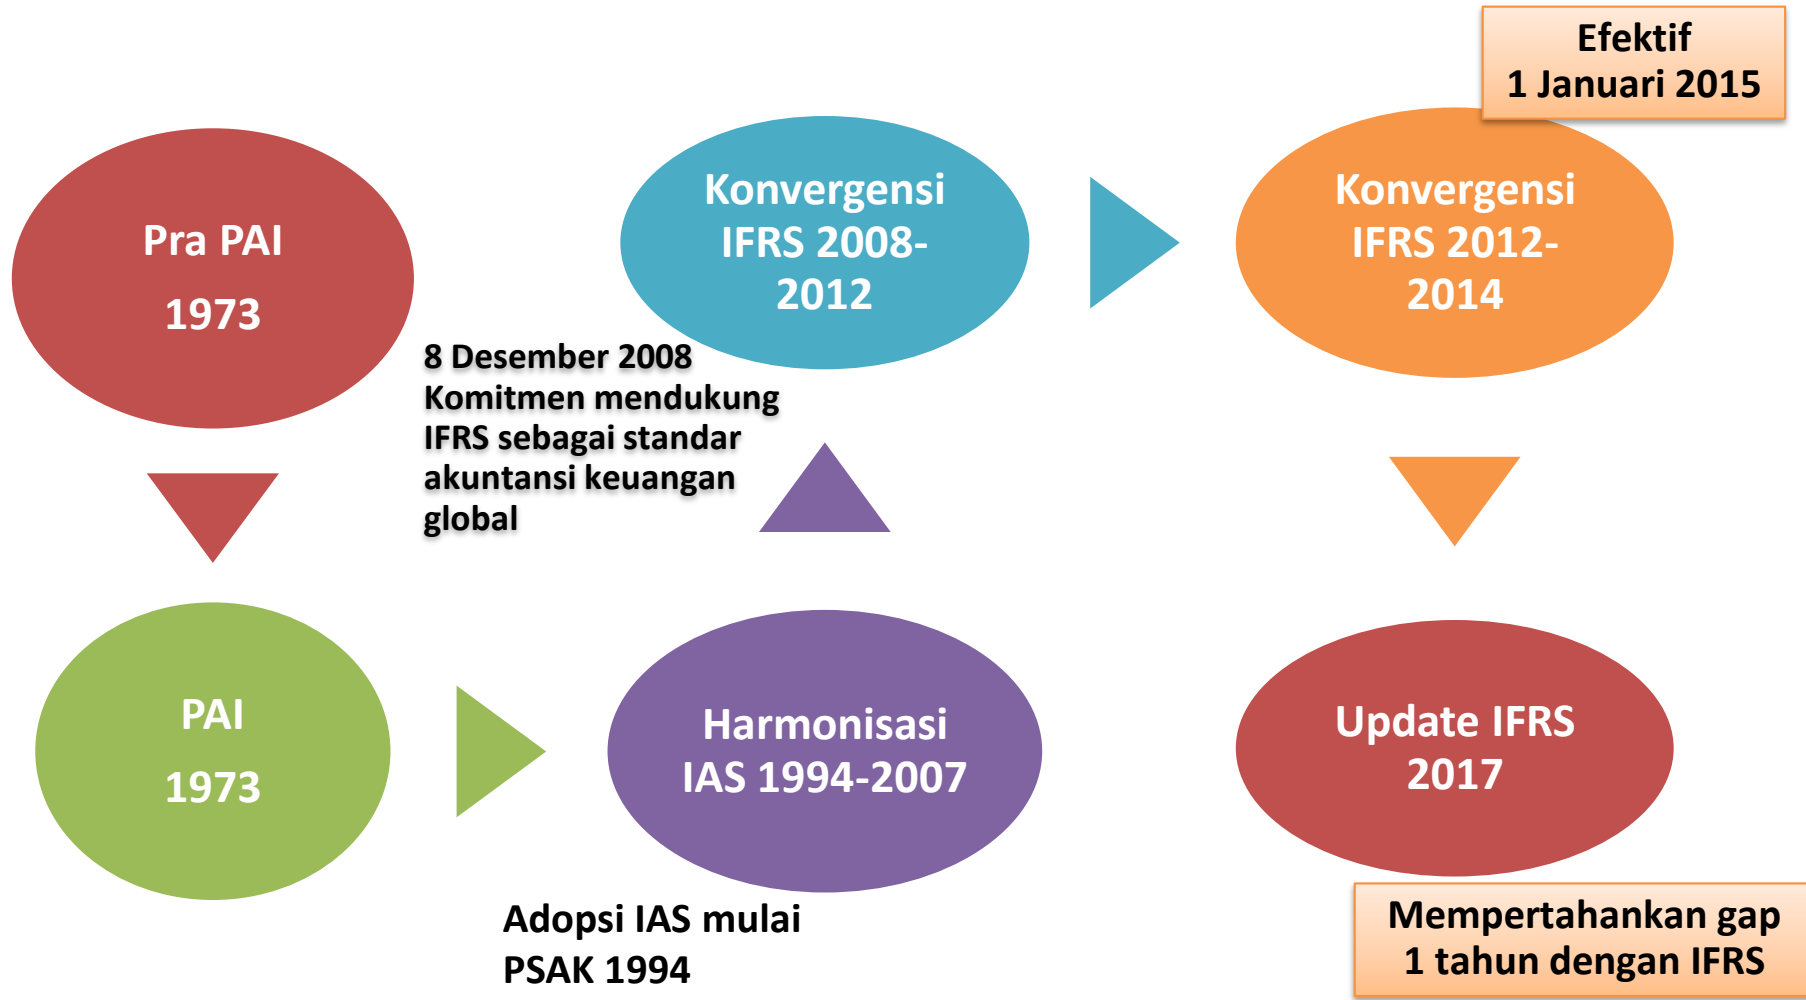 Pra PAI
1973
PAI
1973
Adopsi IAS mulai
PSAK 1994
Harmonisasi
IAS 1994-2007
8 Desember 2008
Komitmen mendukung
IFRS sebagai standar
akuntansi keuangan
global
Konvergensi
IFRS 2008-
2012
Efektif
1 Januari 2015
Konvergensi
IFRS 2012-
2014
Update IFRS
2017
Mempertahankan gap
1 tahun dengan IFRS